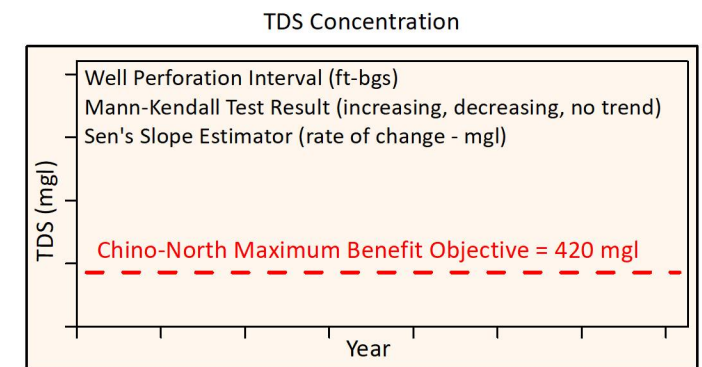 TDS Concentration
Well Perforation Interval (ft-bgs)
Mann-Kendall Test Result (increasing, decreasing, no trend)
Sen's Slope Estimator (rate of change - mgl)
TDS (mgl)
Chino-North Maximum Benefit Objective = 420 mgl
Year